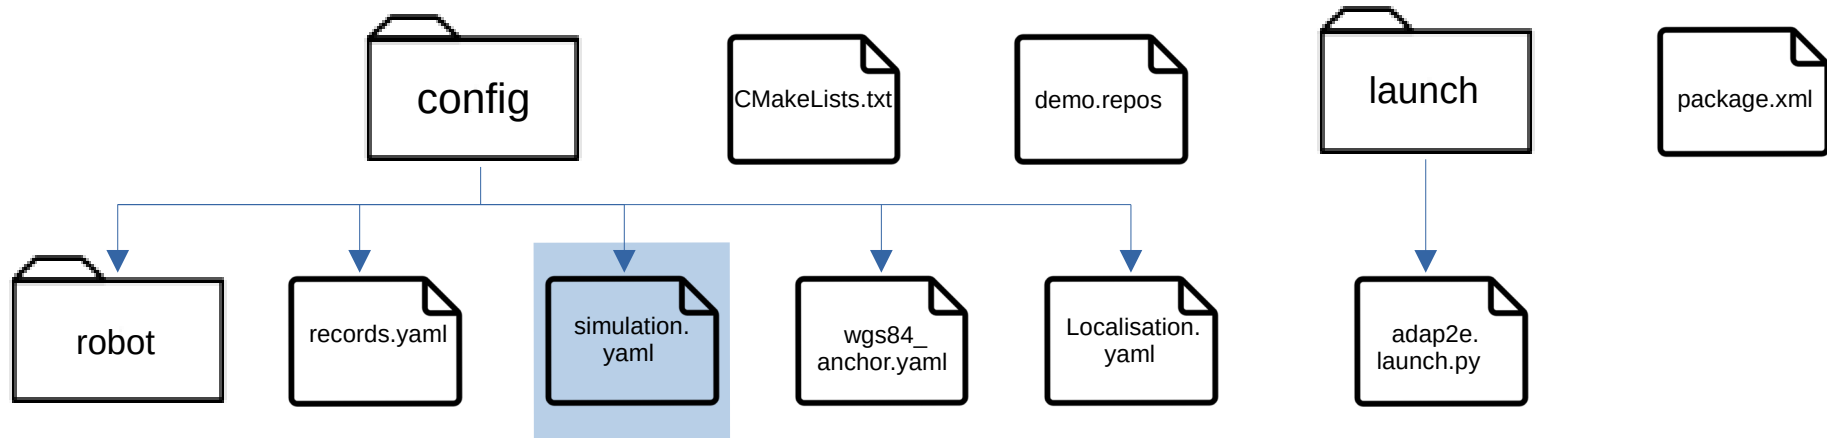 config
CMakeLists.txt
demo.repos
launch
package.xml
robot
records.yaml
simulation.
yaml
wgs84_
anchor.yaml
Localisation.
yaml
adap2e.
launch.py